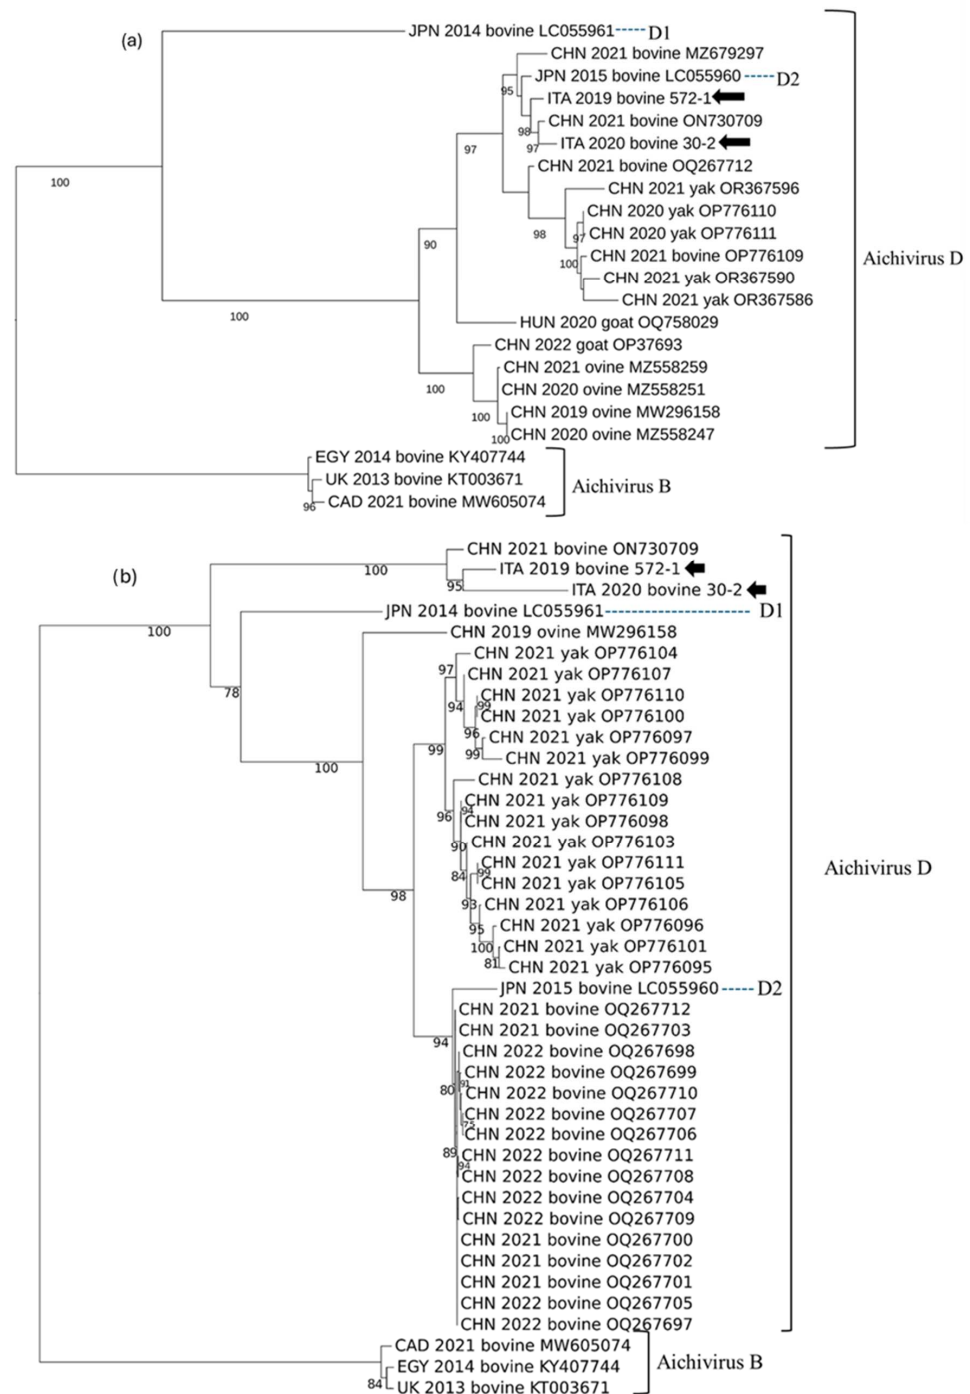 (a)
JPN 2014 bovine LC055961 D1
CHN 2021 bovine MZ679297
JPN 2015 bovine LC055960 D2
95
ITA 2019 bovine 572-1
CHN 2021 bovine ON730709
98
ITA 2020 bovine 30-2
97
97
CHN 2021 bovine OQ267712
100
CHN 2021 yak OR367596
CHN 2020 yak OP776110
98
CHN 2020 yak OP776111
97
90
CHN 2021 bovine OP776109
100
Aichivirus D
CHN 2021 yak OR367590
CHN 2021 yak OR367586
100
HUN 2020 goat OQ758029
CHN 2022 goat OP37693
CHN 2021 ovine MZ558259
100
CHN 2020 ovine MZ558251
CHN 2019 ovine MW296158
100
CHN 2020 ovine MZ558247
100
EGY 2014 bovine KY407744
UK 2013 bovine KT003671
Aichivirus B
CAD 2021 bovine MW605074
96
(b)
CHN 2021 bovine ON730709
100
ITA 2019 bovine 572-1
95
ITA 2020 bovine 30-2
JPN 2014 bovine LC055961 D1
100
CHN 2019 ovine MW296158
CHN 2021 yak OP776104
97
CHN 2021 yak OP776107
78
CHN 2021 yak OP776110
94
99
CHN 2021 yak OP776100
96
CHN 2021 yak OP776097
99
99
CHN 2021 yak OP776099
100
CHN 2021 yak OP776108
CHN 2021 yak OP776109
96
94
CHN 2021 yak OP776098
CHN 2021 yak OP776103
90
CHN 2021 yak OP776111
84
99
CHN 2021 yak OP776105
Aichivirus D
98
CHN 2021 yak OP776106
93
CHN 2021 yak OP776096
95
CHN 2021 yak OP776101
100
CHN 2021 yak OP776095
81
JPN 2015 bovine LC055960 D2
CHN 2021 bovine OQ267712
CHN 2021 bovine OQ267703
94
CHN 2022 bovine OQ267698
CHN 2022 bovine OQ267699
80
91
CHN 2022 bovine OQ267710
CHN 2022 bovine OQ267707
75
CHN 2022 bovine OQ267706
89
CHN 2022 bovine OQ267711
94
CHN 2022 bovine OQ267708
CHN 2022 bovine OQ267704
CHN 2022 bovine OQ267709
CHN 2021 bovine OQ267700
CHN 2021 bovine OQ267702
CHN 2021 bovine OQ267701
CHN 2022 bovine OQ267705
CHN 2022 bovine OQ267697
CAD 2021 bovine MW605074
EGY 2014 bovine KY407744
Aichivirus B
84
UK 2013 bovine KT003671